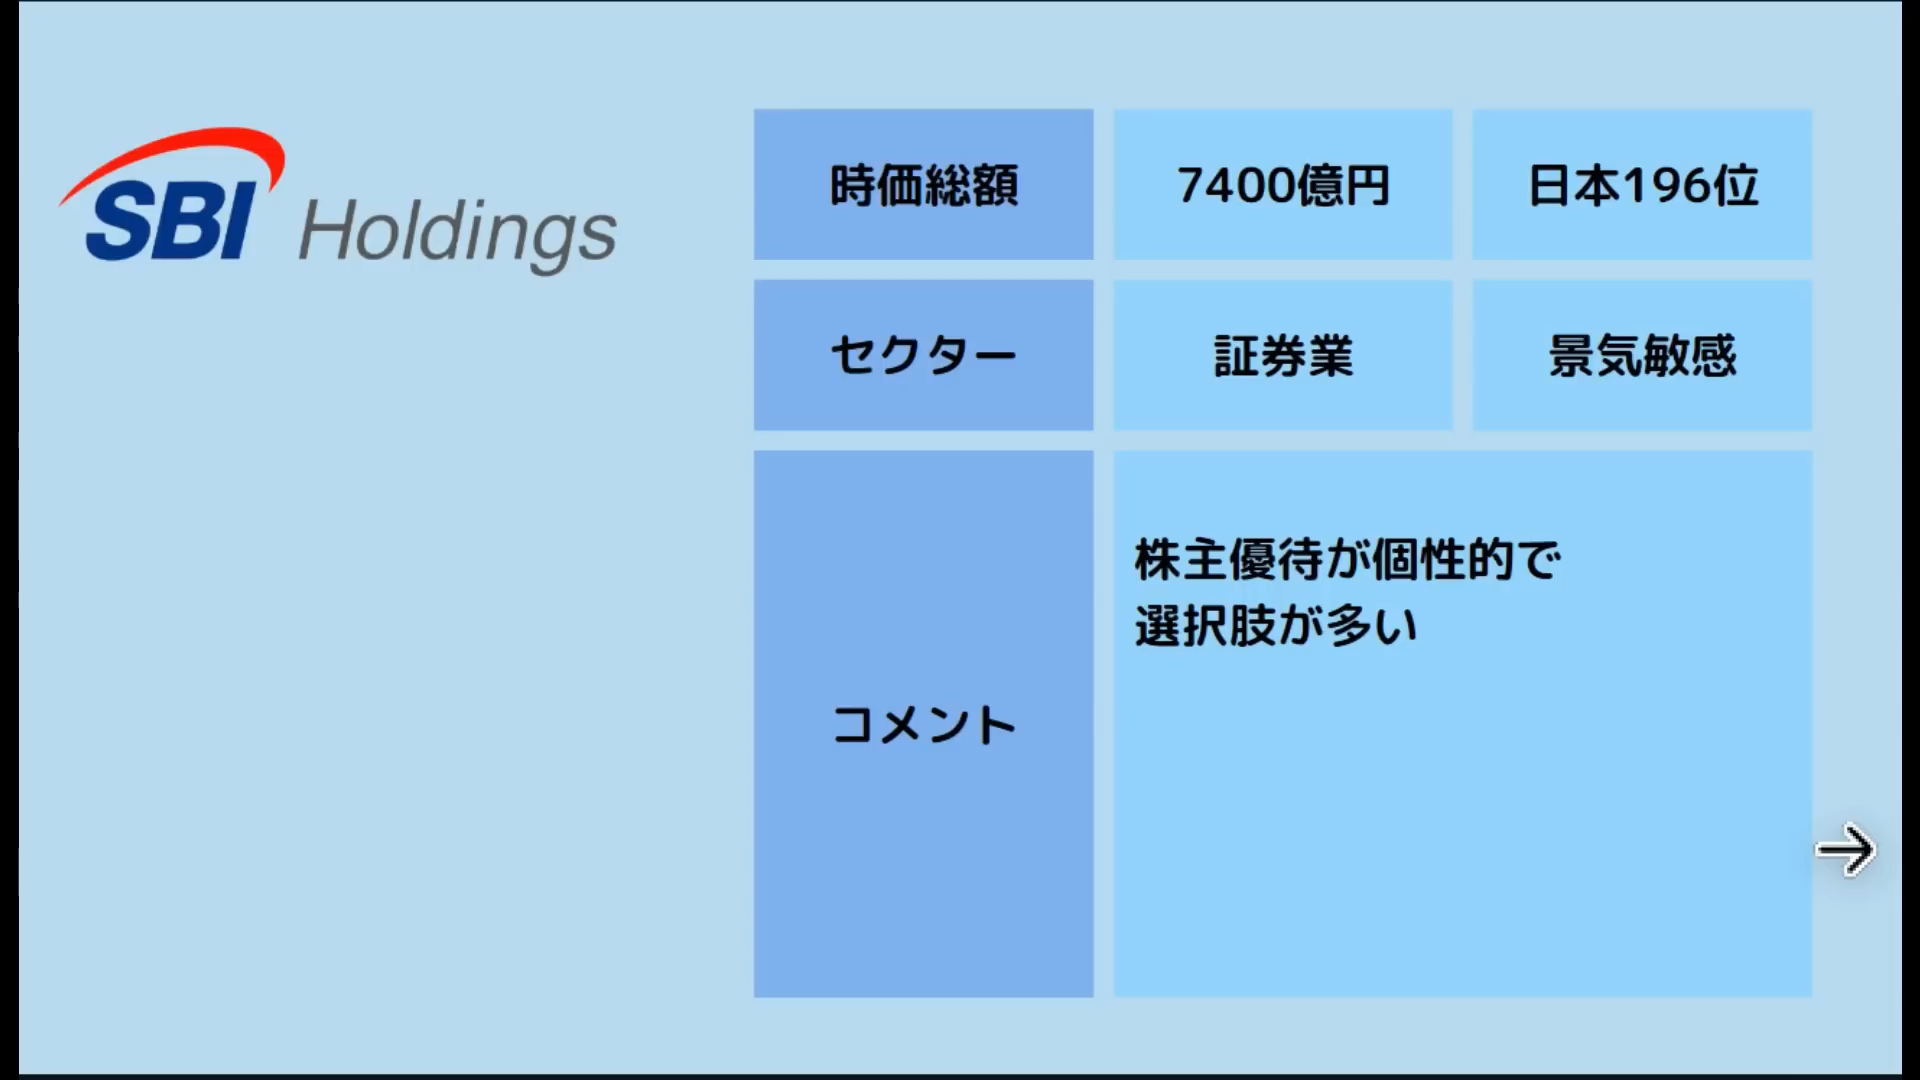 SBI Holdings
時価総額 7400億円 日本196位
セクター 証券業 景気敏感
コメント
株主優待が個性的で
選択肢が多い